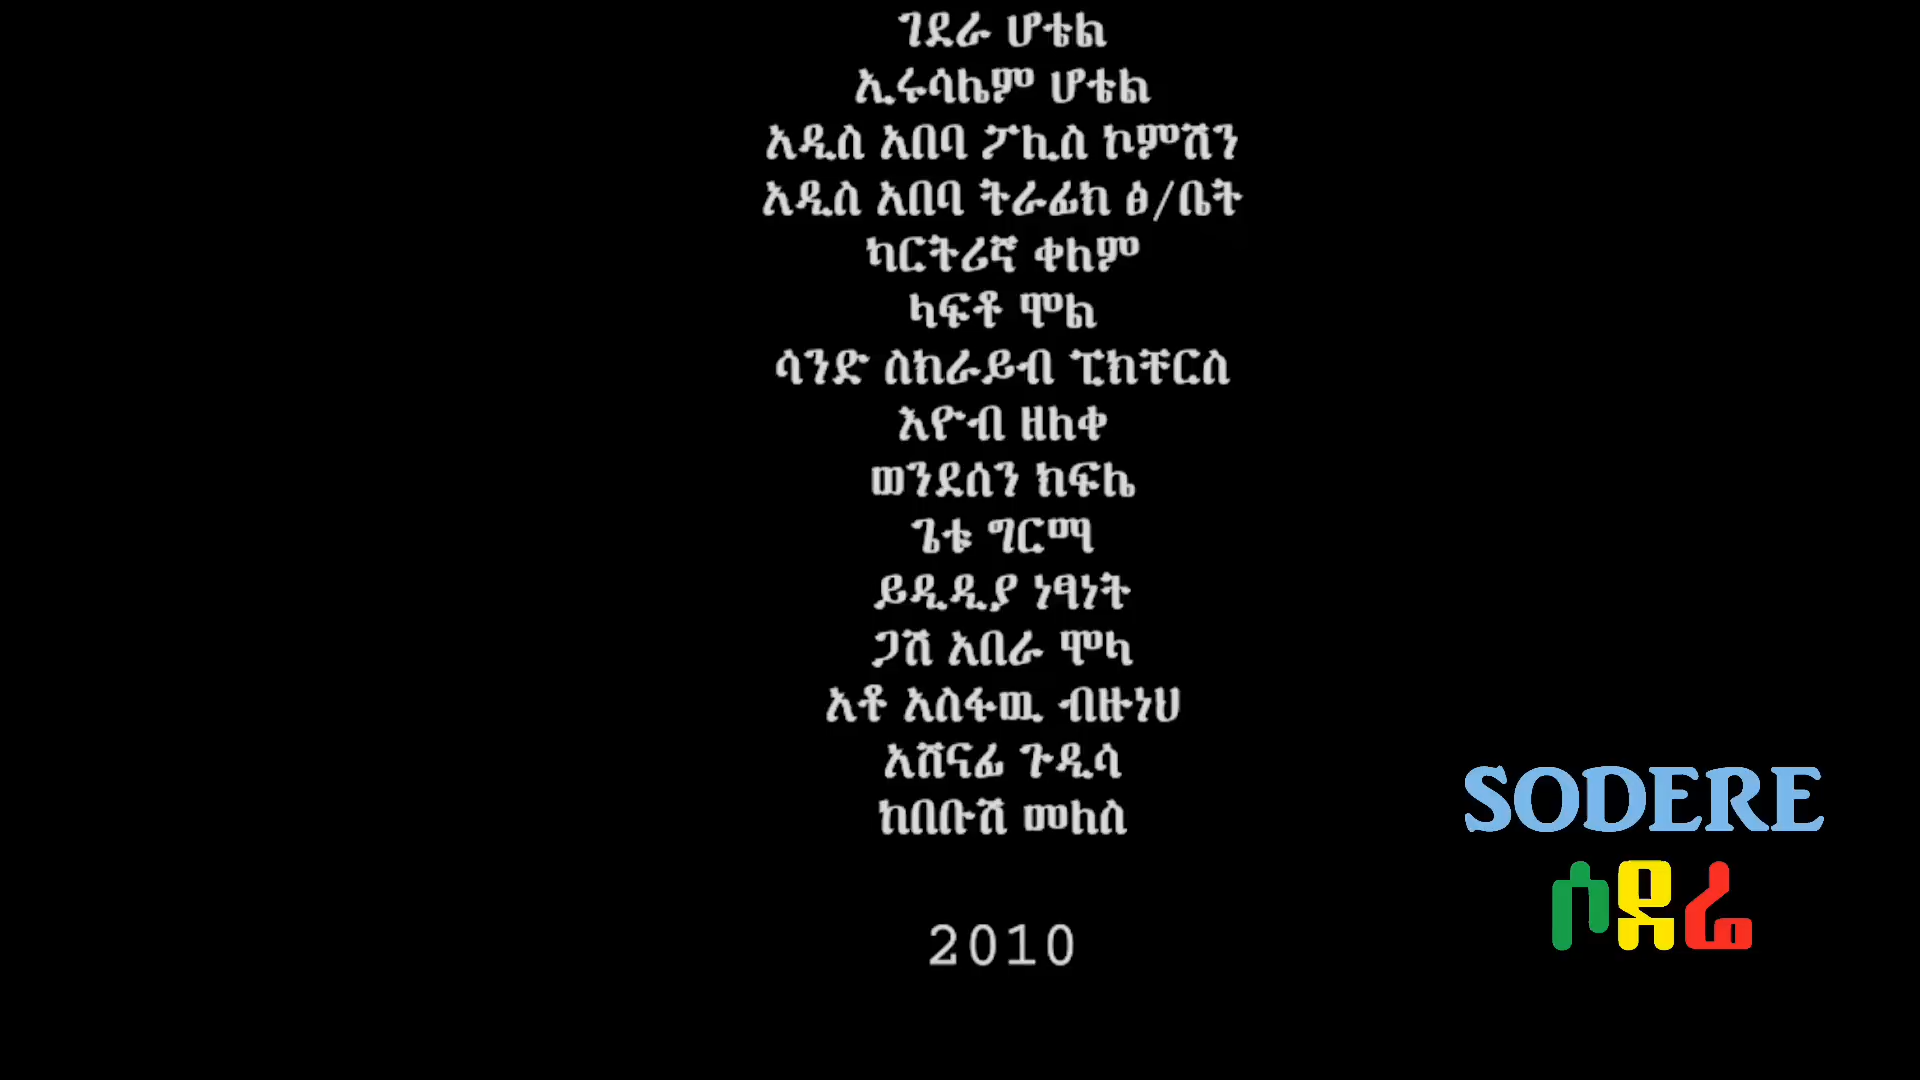 ገደራ ሆቴል
ኢሩሳሌም ሆቴል
አዲስ አበባ ፖሊስ ኮምሽን
አዲስ አበባ ትራፊክ ፅ/ቤት
ካርትሪኛ ቀለም
ላፍቶ ሞል
ሳንድ ስክራይብ ፒክቸርስ
እዮብ ዘለቀ
ወንደሰን ክፍሌ
ጌቱ ግርማ
ይዲዲያ ነፃነት
ጋሽ አበራ ሞላ
አቶ አስፋዉ ብዙነህ
አሸናፊ ጉዲሳ
ከበቡሽ መለስ
2010
SODERE
ሶደሬ